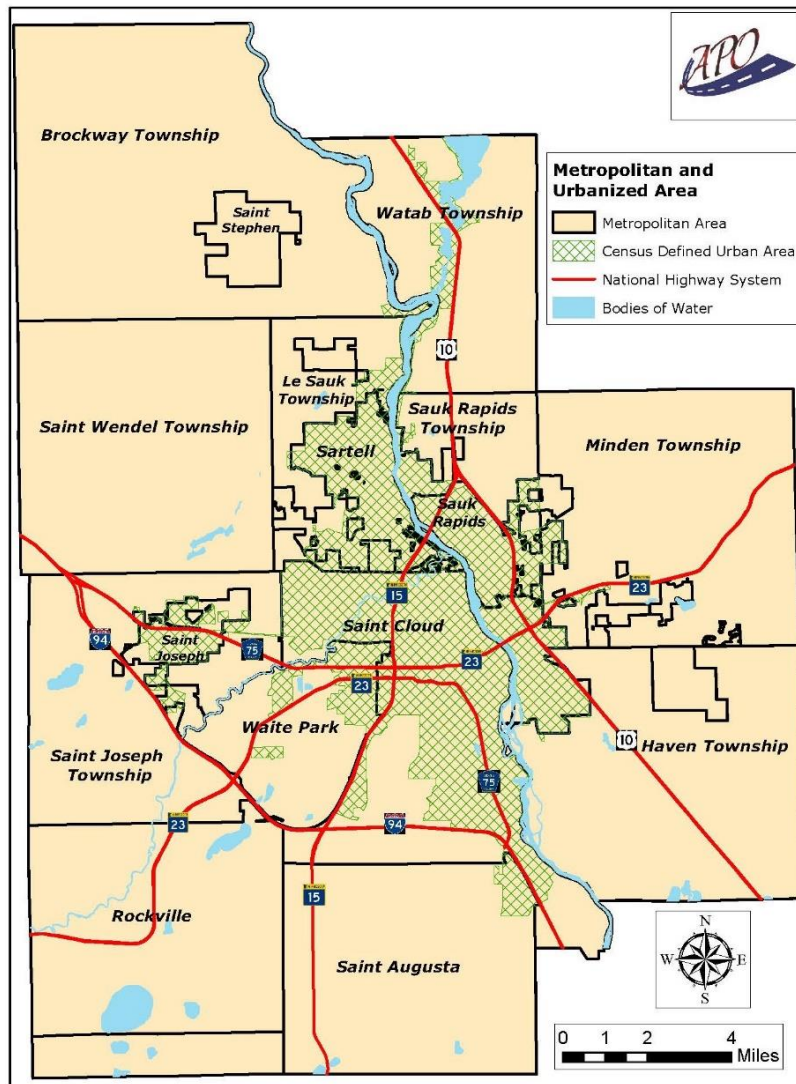 APO
Brockway Township
Saint
Stephen
Watab Township
Metropolitan and
Urbanized Area
Metropolitan Area
Census Defined Urban Area
National Highway System
Bodies of Water
10
Le Sauk
Township
Sauk Rapids
Township
Saint Wendel Township
Minden Township
Sartell
Sauk
Rapids
23
15
94
Saint Cloud
Saint
Joseph
75
23
23
Waite Park
10
Haven Township
Saint Joseph
Township
75
23
94
15
Rockville
Saint Augusta
N
W
E
S
0 1 2 4
Miles